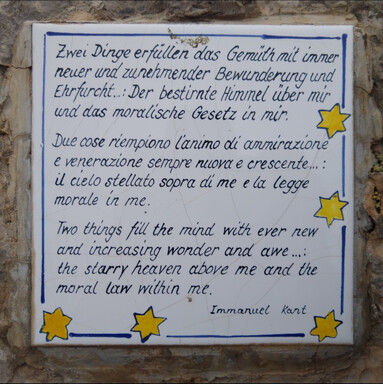 Zwei Dinge erfüllen das Gemüth mit immer
neuer und zunehmender Bewunderung und
Ehrfurcht...: Der bestirnte Himmel über mir
und das moralische Gesetz in mir.
Due cose riempiono l'animo di ammirazione
e venerazione sempre nuova e crescente...:
il cielo stellato sopra di me e la legge
morale in me.
Two things fill the mind with ever new
and increasing wonder and awe...:
the starry heaven above me and the
moral law within me.
Immanuel Kant